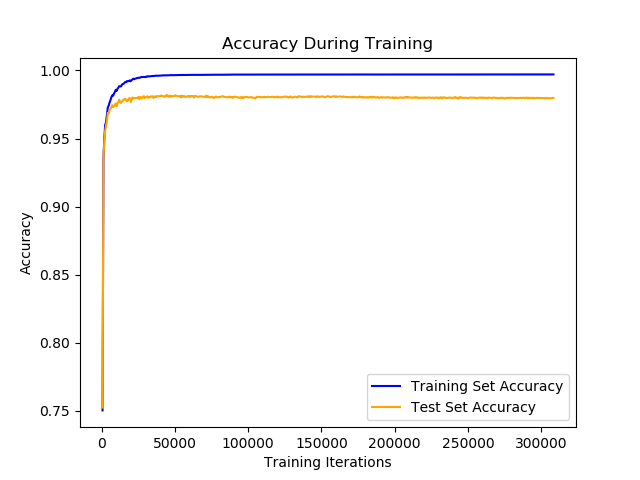 Accuracy During Training
1.00
0.95
0.90
0.85
0.80
0.75
Accuracy
Training Set Accuracy
Test Set Accuracy
0 50000 100000 150000 200000 250000 300000
Training Iterations